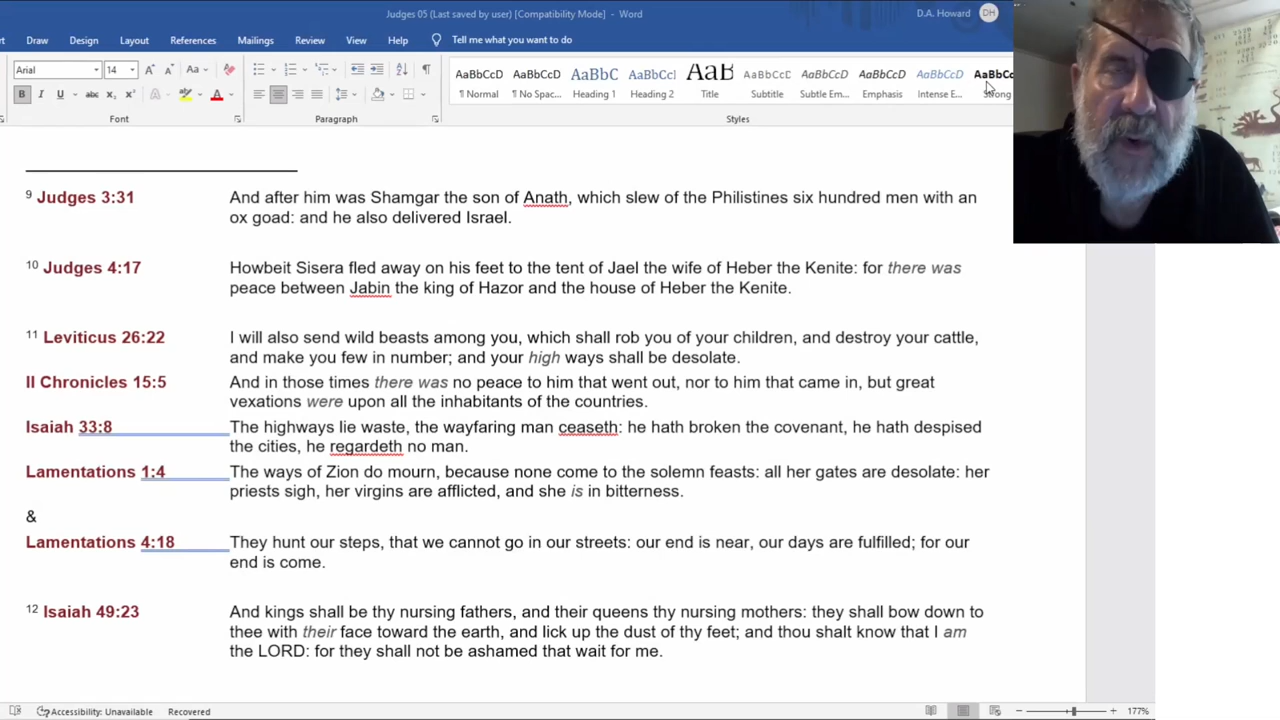 Judges 05 (Last saved by user) [Compatibility Mode] - Word
D.A. Howard DH
Draw Design Layout References Mailings Review View Help Tell me what you want to do
Arial 14 Aa
AaBbCcD AaBbCcD AaBbC AaBbCc AaB AaBbCcD AaBbCcD AaBbCcD AaBbCcD AaBbCc
B I U abc X₂ X² A A
¶ Normal ¶ No Spac... Heading 1 Heading 2 Title Subtitle Subtle Em... Emphasis Intense E... Strong
Font Paragraph Styles
9 Judges 3:31 And after him was Shamgar the son of Anath, which slew of the Philistines six hundred men with an
ox goad: and he also delivered Israel.
10 Judges 4:17 Howbeit Sisera fled away on his feet to the tent of Jael the wife of Heber the Kenite: for there was
peace between Jabin the king of Hazor and the house of Heber the Kenite.
11 Leviticus 26:22 I will also send wild beasts among you, which shall rob you of your children, and destroy your cattle,
and make you few in number; and your high ways shall be desolate.
II Chronicles 15:5 And in those times there was no peace to him that went out, nor to him that came in, but great
vexations were upon all the inhabitants of the countries.
Isaiah 33:8 The highways lie waste, the wayfaring man ceaseth: he hath broken the covenant, he hath despised
the cities, he regardeth no man.
Lamentations 1:4 The ways of Zion do mourn, because none come to the solemn feasts: all her gates are desolate: her
priests sigh, her virgins are afflicted, and she is in bitterness.
&
Lamentations 4:18 They hunt our steps, that we cannot go in our streets: our end is near, our days are fulfilled; for our
end is come.
12 Isaiah 49:23 And kings shall be thy nursing fathers, and their queens thy nursing mothers: they shall bow down to
thee with their face toward the earth, and lick up the dust of thy feet; and thou shalt know that I am
the LORD: for they shall not be ashamed that wait for me.
Accessibility: Unavailable Recovered 177%